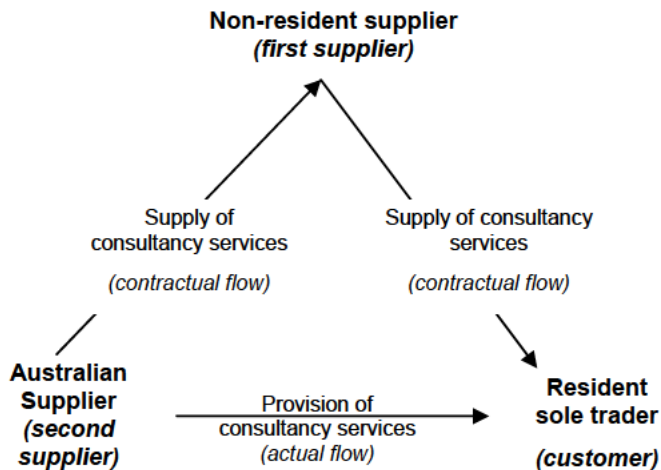 Non-resident supplier
(first supplier)
Supply of
consultancy services
(contractual flow)
Supply of consultancy
services
(contractual flow)
Australian
Supplier
(second
supplier)
Provision of
consultancy services
(actual flow)
Resident
sole trader
(customer)